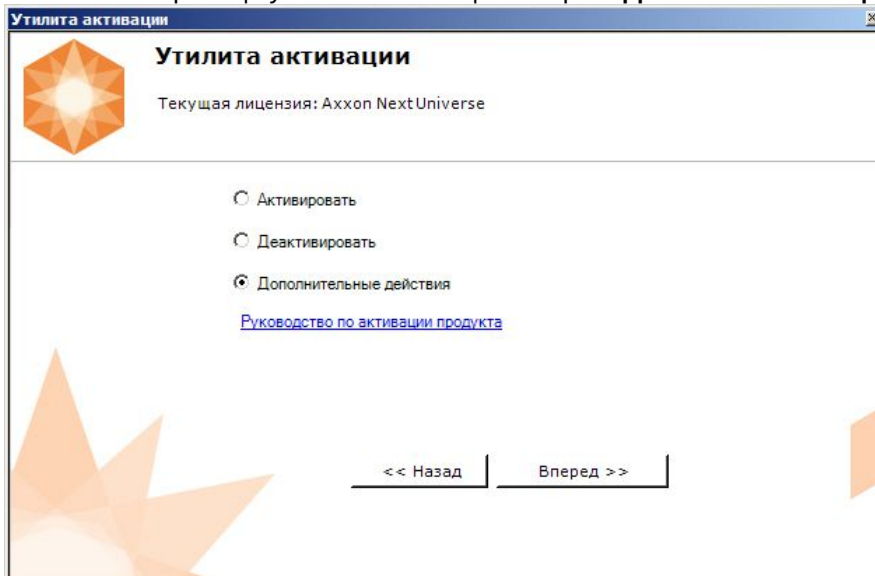 Утилита активации
Утилита активации
Текущая лицензия: Axxon Next Universe
Активировать
Деактивировать
Дополнительные действия
Руководство по активации продукта
<< Назад
Вперед >>